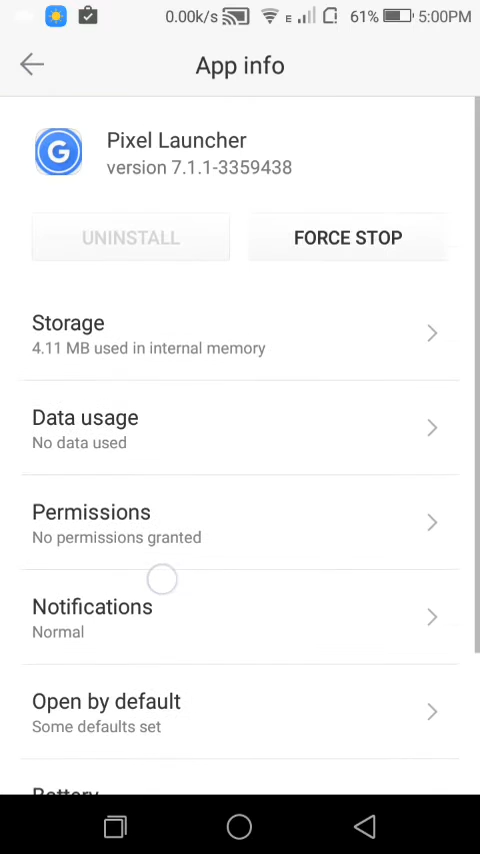 0.00k/s E 61% 5:00PM
App info
G
Pixel Launcher
version 7.1.1-3359438
UNINSTALL
FORCE STOP
Storage
4.11 MB used in internal memory
Data usage
No data used
Permissions
No permissions granted
Notifications
Normal
Open by default
Some defaults set
Battery